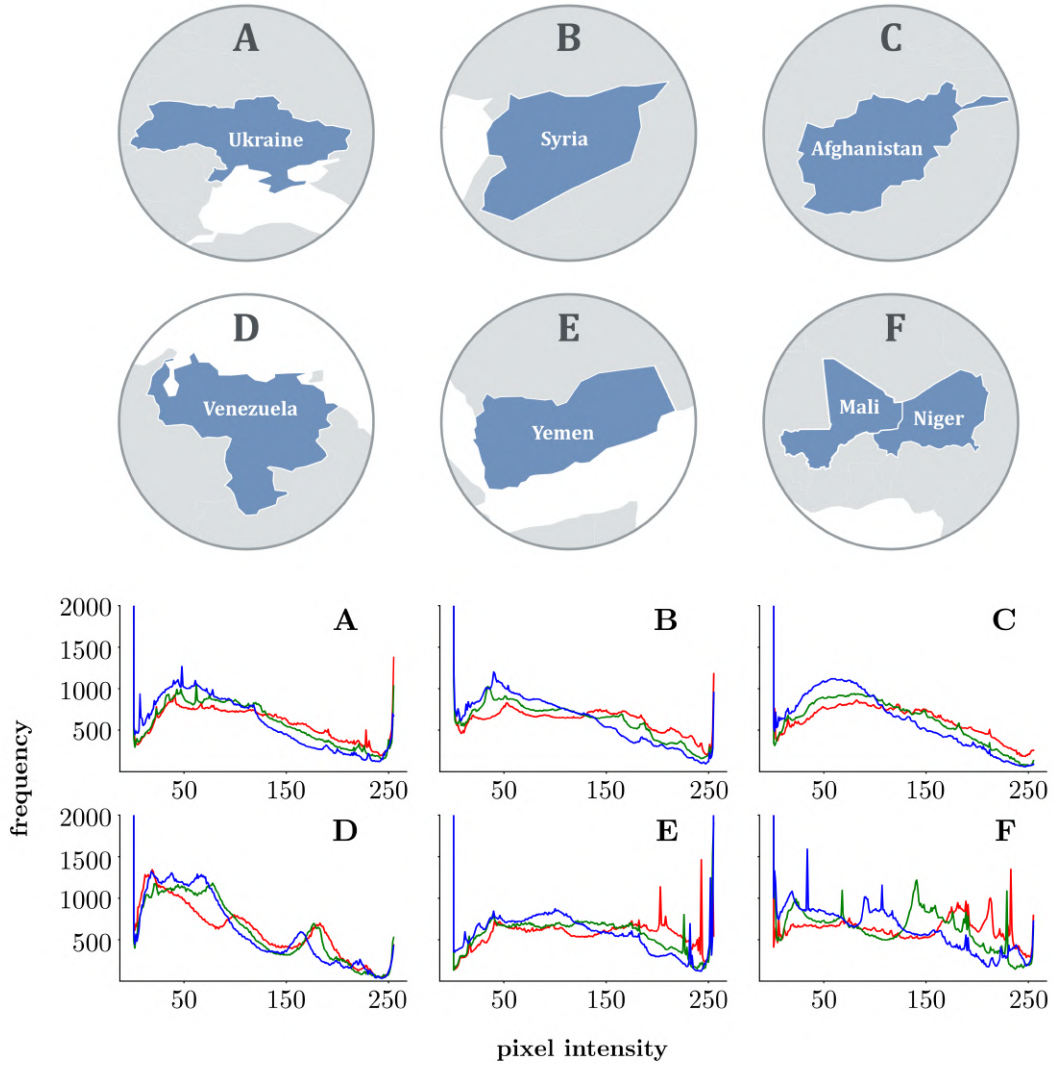 A B C
Ukraine Syria Afghanistan
D E F
Venezuela Yemen Mali Niger
2000
1500
1000
500
A B C
50 150 250 50 150 250 50 150 250
2000
1500
1000
500
D E F
50 150 250 50 150 250 50 150 250
frequency
pixel intensity